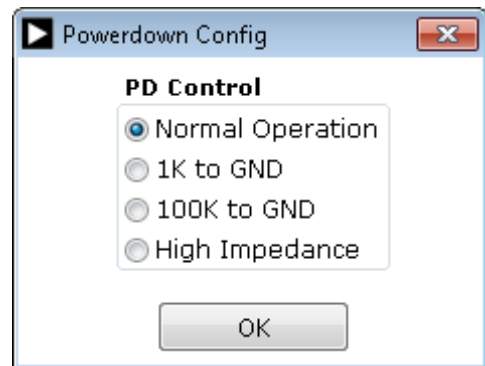 Powerdown Config
PD Control
Normal Operation
1K to GND
100K to GND
High Impedance
OK